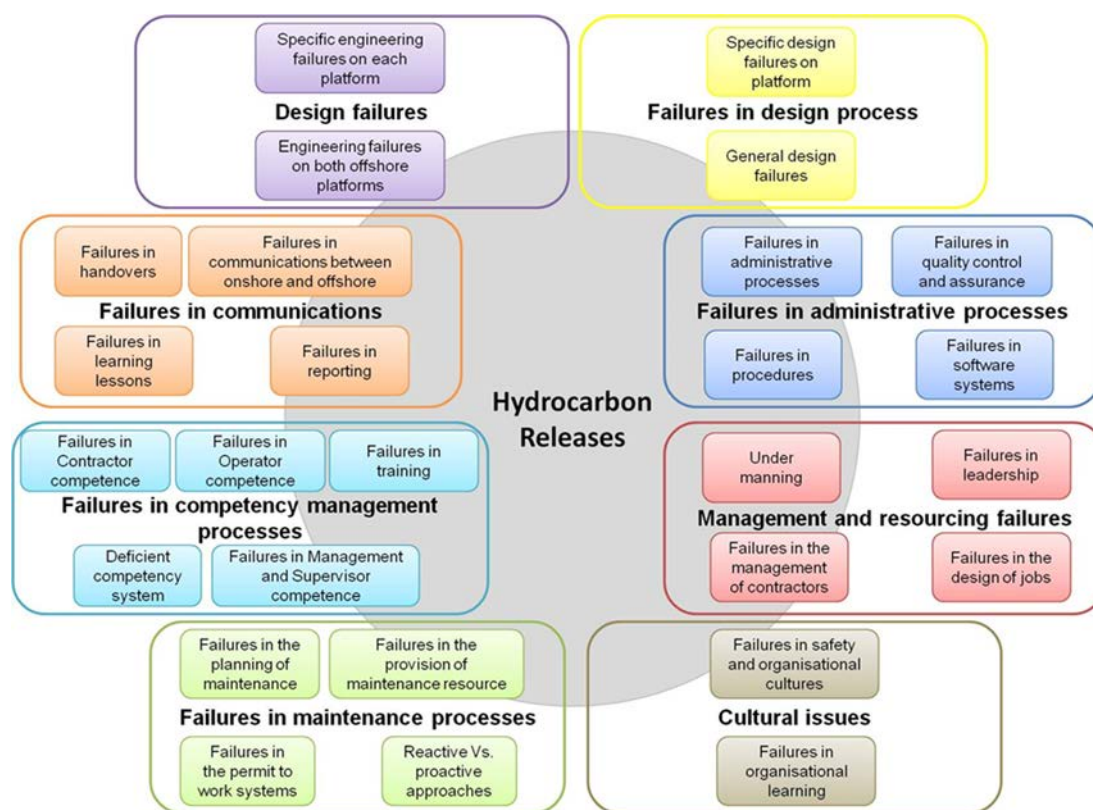 Specific engineering
failures on each
platform
Design failures
Engineering failures
on both offshore
platforms
Specific design
failures on
platform
Failures in design process
General design
failures
Failures in
handovers
Failures in
communications between
onshore and offshore
Failures in communications
Failures in
learning
lessons
Failures in
reporting
Failures in
administrative
processes
Failures in
quality control
and assurance
Failures in administrative processes
Failures in
procedures
Failures in
software
systems
Hydrocarbon
Releases
Failures in
Contractor
competence
Failures in
Operator
competence
Failures in
training
Failures in competency management
processes
Deficient
competency
system
Failures in Management
and Supervisor
competence
Under
manning
Failures in
leadership
Management and resourcing failures
Failures in the
management
of contractors
Failures in the
design of jobs
Failures in the
planning of
maintenance
Failures in the
provision of
maintenance resource
Failures in maintenance processes
Failures in
the permit to
work systems
Reactive Vs.
proactive
approaches
Failures in safety
and organisational
cultures
Cultural issues
Failures in
organisational
learning